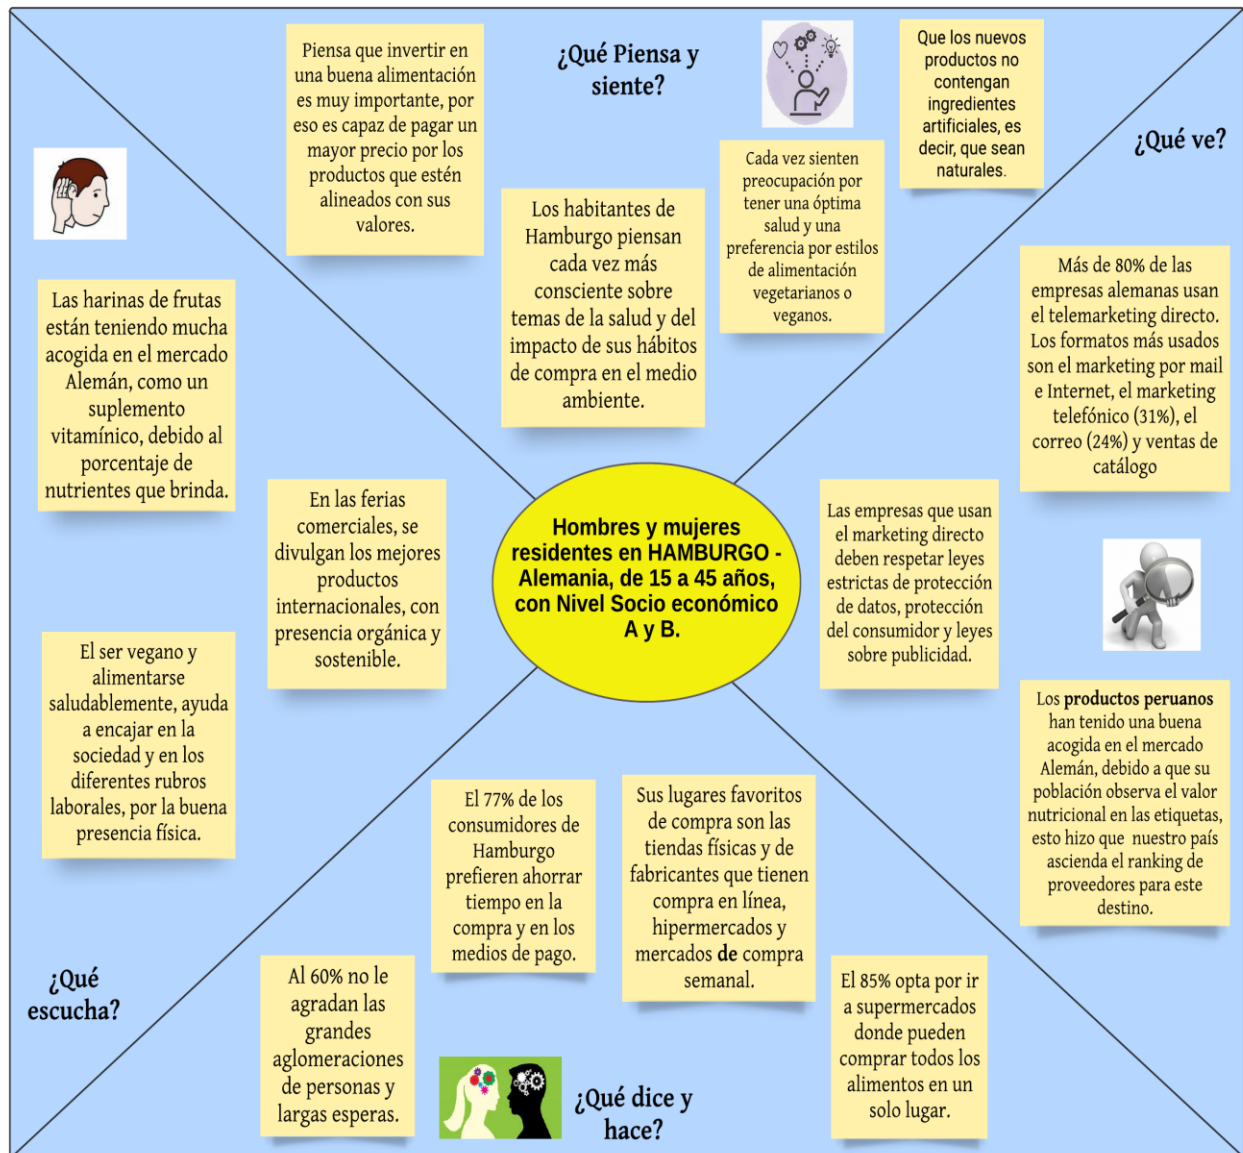 ¿Qué Piensa y
siente?
Piensa que invertir en
una buena alimentación
es muy importante, por
eso es capaz de pagar un
mayor precio por los
productos que estén
alineados con sus
valores.
Los habitantes de
Hamburgo piensan
cada vez más
consciente sobre
temas de la salud y del
impacto de sus hábitos
de compra en el medio
ambiente.
Cada vez sienten
preocupación por
tener una óptima
salud y una
preferencia por estilos
de alimentación
vegetarianos o
veganos.
Que los nuevos
productos no
contengan
ingredientes
artificiales, es
decir, que sean
naturales.
¿Qué ve?
Más de 80% de las
empresas alemanas usan
el telemarketing directo.
Los formatos más usados
son el marketing por mail
e Internet, el marketing
telefónico (31%), el
correo (24%) y ventas de
catálogo
Las empresas que usan
el marketing directo
deben respetar leyes
estrictas de protección
de datos, protección
del consumidor y leyes
sobre publicidad.
Los productos peruanos
han tenido una buena
acogida en el mercado
Alemán, debido a que su
población observa el valor
nutricional en las etiquetas,
esto hizo que nuestro país
ascienda el ranking de
proveedores para este
destino.
Las harinas de frutas
están teniendo mucha
acogida en el mercado
Alemán, como un
suplemento
vitamínico, debido al
porcentaje de
nutrientes que brinda.
En las ferias
comerciales, se
divulgan los mejores
productos
internacionales, con
presencia orgánica y
sostenible.
El ser vegano y
alimentarse
saludablemente, ayuda
a encajar en la
sociedad y en los
diferentes rubros
laborales, por la buena
presencia física.
¿Qué
escucha?
Hombres y mujeres
residentes en HAMBURGO -
Alemania, de 15 a 45 años,
con Nivel Socio económico
A y B.
El 77% de los
consumidores de
Hamburgo
prefieren ahorrar
tiempo en la
compra y en los
medios de pago.
Sus lugares favoritos
de compra son las
tiendas físicas y de
fabricantes que tienen
compra en línea,
hipermercados y
mercados de compra
semanal.
Al 60% no le
agradan las
grandes
aglomeraciones
de personas y
largas esperas.
El 85% opta por ir
a supermercados
donde pueden
comprar todos los
alimentos en un
solo lugar.
¿Qué dice y
hace?